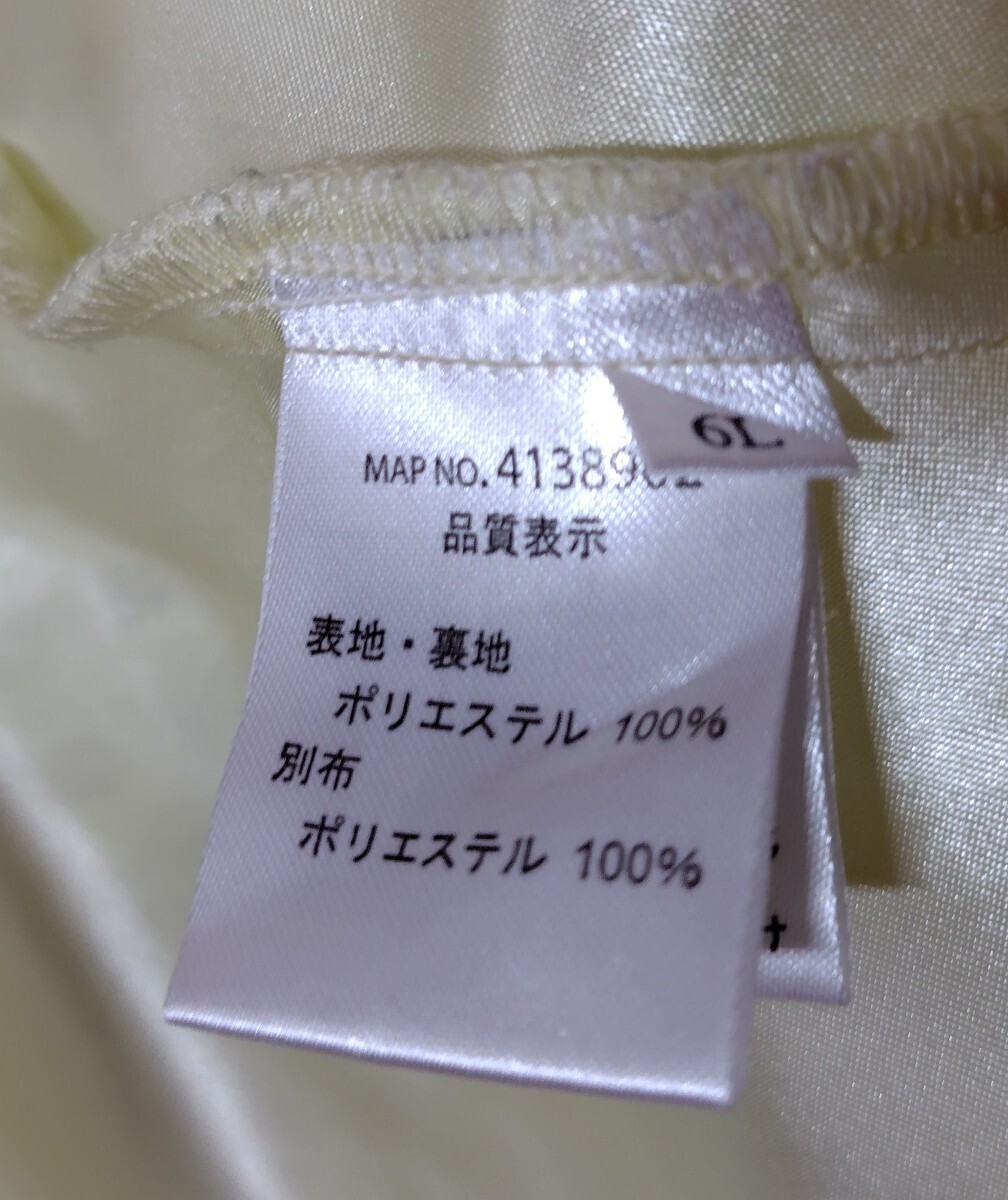 6L
MAP NO.
品質表示
表地・裏地
ポリエステル 100%
別布
ポリエステル 100%